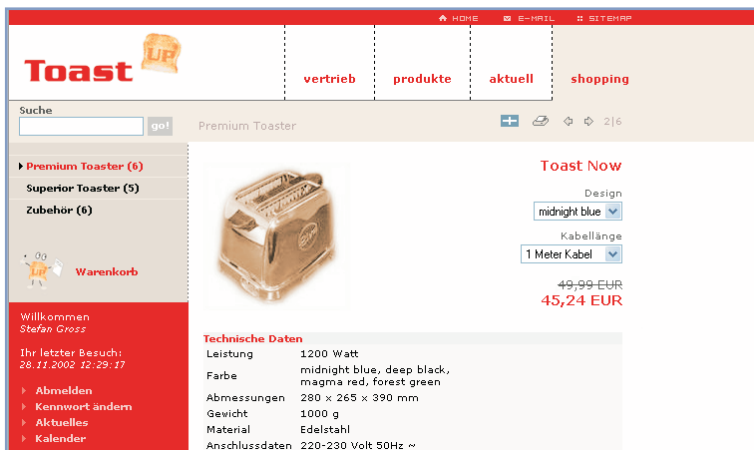 HOME E-MAIL SITEMAP
Toast UP
vertrieb produkte aktuell shopping
Suche
go! Premium Toaster 2|6
Premium Toaster (6)
Superior Toaster (5)
Zubehör (6)
UP Warenkorb
Toast Now
Design
midnight blue
Kabellänge
1 Meter Kabel
49,99 EUR
45,24 EUR
Willkommen
Stefan Gross
Ihr letzter Besuch:
28.11.2002 12:29:17
Abmelden
Kennwort ändern
Aktuelles
Kalender
Technische Daten
Leistung 1200 Watt
Farbe midnight blue, deep black,
magma red, forest green
Abmessungen 280 x 265 x 390 mm
Gewicht 1000 g
Material Edelstahl
Anschlussdaten 220-230 Volt 50Hz ~